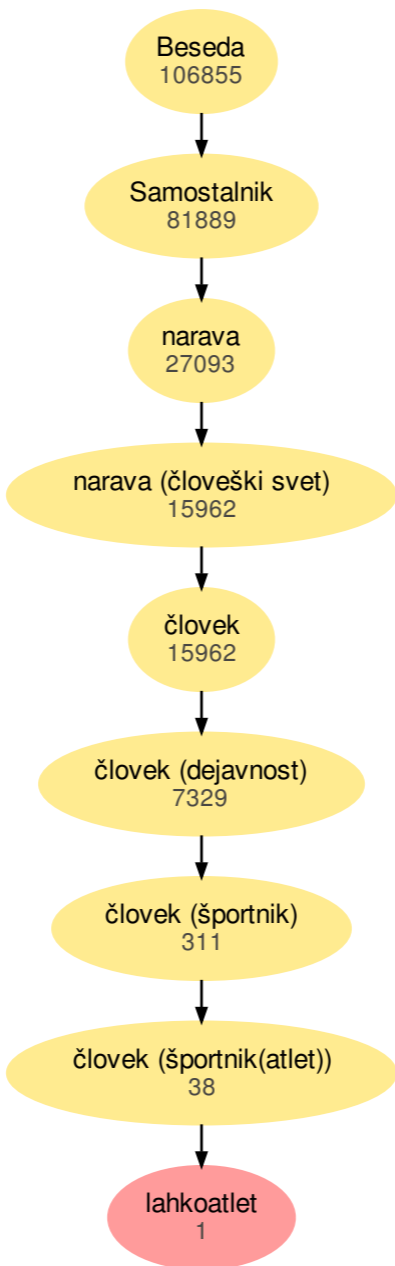 Beseda
106855
Samostalnik
81889
narava
27093
narava (človeški svet)
15962
človek
15962
človek (dejavnost)
7329
človek (športnik)
311
človek (športnik(atlet))
38
lahkoatlet
1